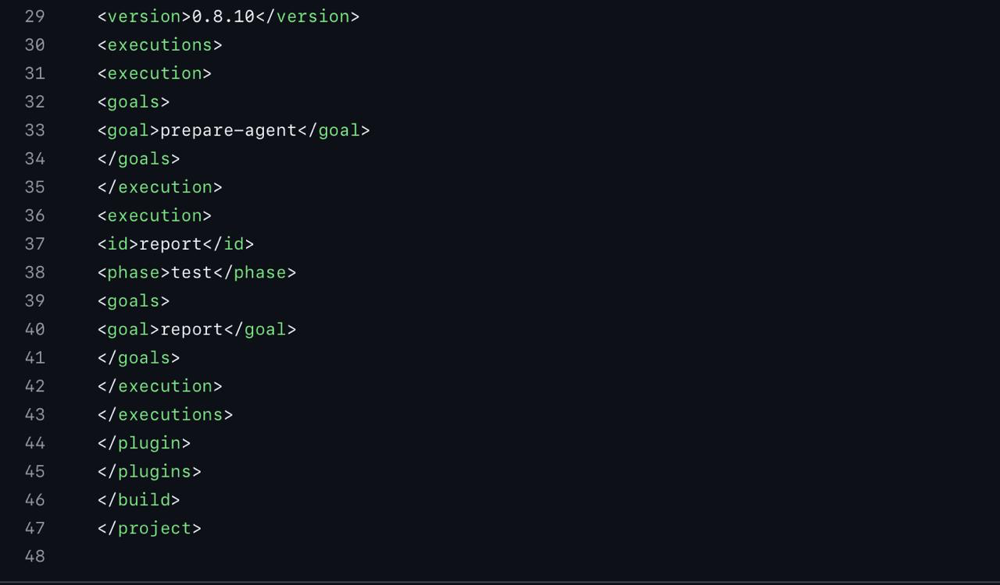 29 <version>0.8.10</version>
30 <executions>
31 <execution>
32 <goals>
33 <goal>prepare-agent</goal>
34 </goals>
35 </execution>
36 <execution>
37 <id>report</id>
38 <phase>test</phase>
39 <goals>
40 <goal>report</goal>
41 </goals>
42 </execution>
43 </executions>
44 </plugin>
45 </plugins>
46 </build>
47 </project>
48